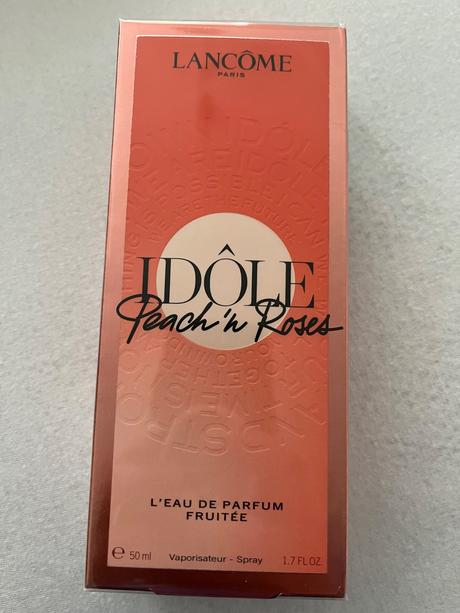 LANCÔME
PARIS
IDÔLE
Peach 'n Roses
L'EAU DE PARFUM
FRUITÉE
e 50 ml Vaporisateur - Spray 1.7 FL.OZ.